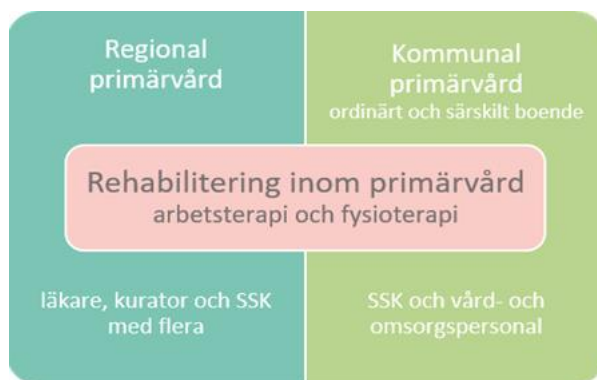 Regional
primärvård
Kommunal
primärvård
ordinärt och särskilt boende
Rehabilitering inom primärvård
arbetsterapi och fysioterapi
läkare, kurator och SSK
med flera
SSK och vård- och
omsorgspersonal